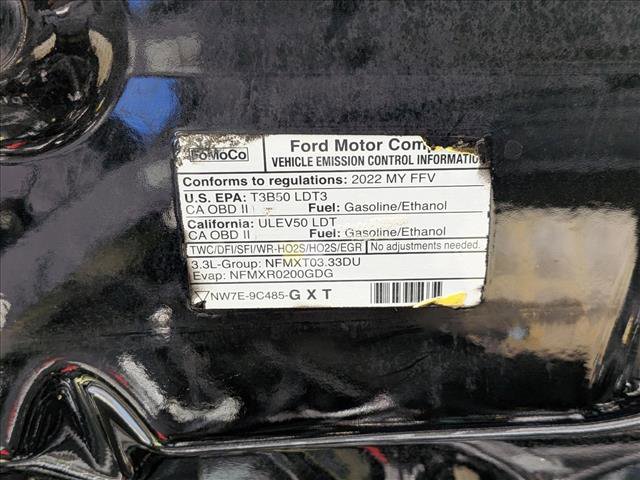 FoMoCo
Ford Motor Comp
VEHICLE EMISSION CONTROL INFORMATION
Conforms to regulations: 2022 MY FFV
U.S. EPA: T3B50 LDT3
CA OBD II Fuel: Gasoline/Ethanol
California: ULEV50 LDT
CA OBD II Fuel: Gasoline/Ethanol
TWC/DFI/SFI/WR-HO2S/HO2S/EGR No adjustments needed.
3.3L-Group: NFMXT03.33DU
Evap: NFMXR0200GDG
NW7E-9C485-G X T